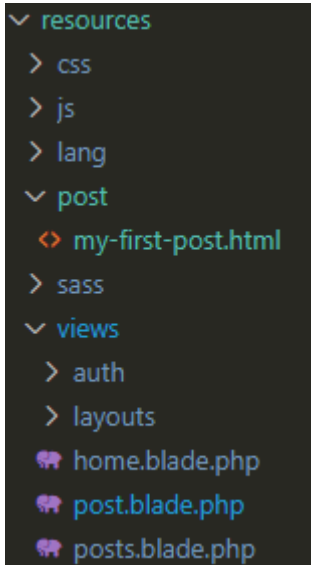 resources
css
js
lang
post
my-first-post.html
sass
views
auth
layouts
home.blade.php
post.blade.php
posts.blade.php